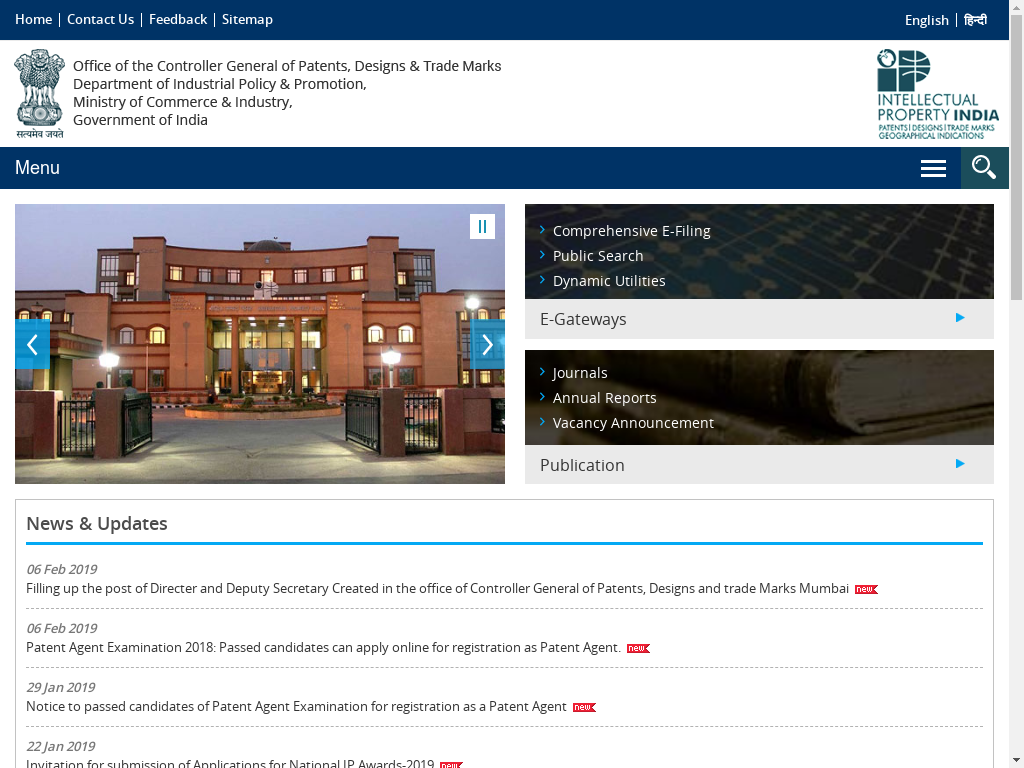 Home | Contact Us | Feedback | Sitemap
English | हिन्दी
Office of the Controller General of Patents, Designs & Trade Marks
Department of Industrial Policy & Promotion,
Ministry of Commerce & Industry,
Government of India
सत्यमेव जयते
INTELLECTUAL
PROPERTY INDIA
PATENTS | DESIGNS | TRADE MARKS
GEOGRAPHICAL INDICATIONS
Menu
Comprehensive E-Filing
Public Search
Dynamic Utilities
E-Gateways
Journals
Annual Reports
Vacancy Announcement
Publication
News & Updates
06 Feb 2019
Filling up the post of Directer and Deputy Secretary Created in the office of Controller General of Patents, Designs and trade Marks Mumbai new
06 Feb 2019
Patent Agent Examination 2018: Passed candidates can apply online for registration as Patent Agent. new
29 Jan 2019
Notice to passed candidates of Patent Agent Examination for registration as a Patent Agent new
22 Jan 2019
Invitation for submission of Applications for National IP Awards-2019 new